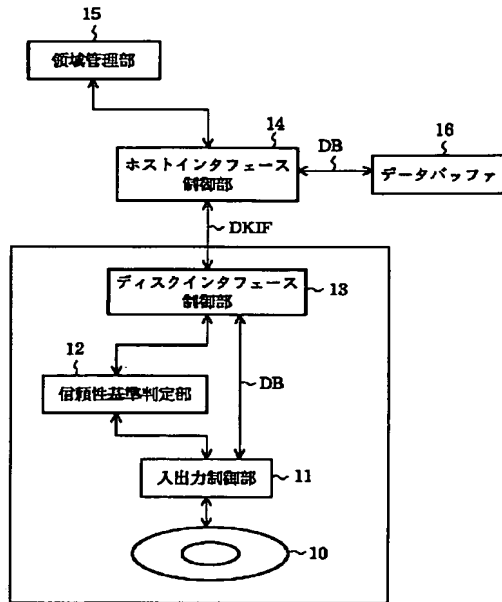 15
領域管理部
14
ホストインタフェース
制御部
DB
16
データバッファ
DKIF
ディスクインタフェース
制御部
13
12
信頼性基準判定部
DB
入出力制御部
11
10